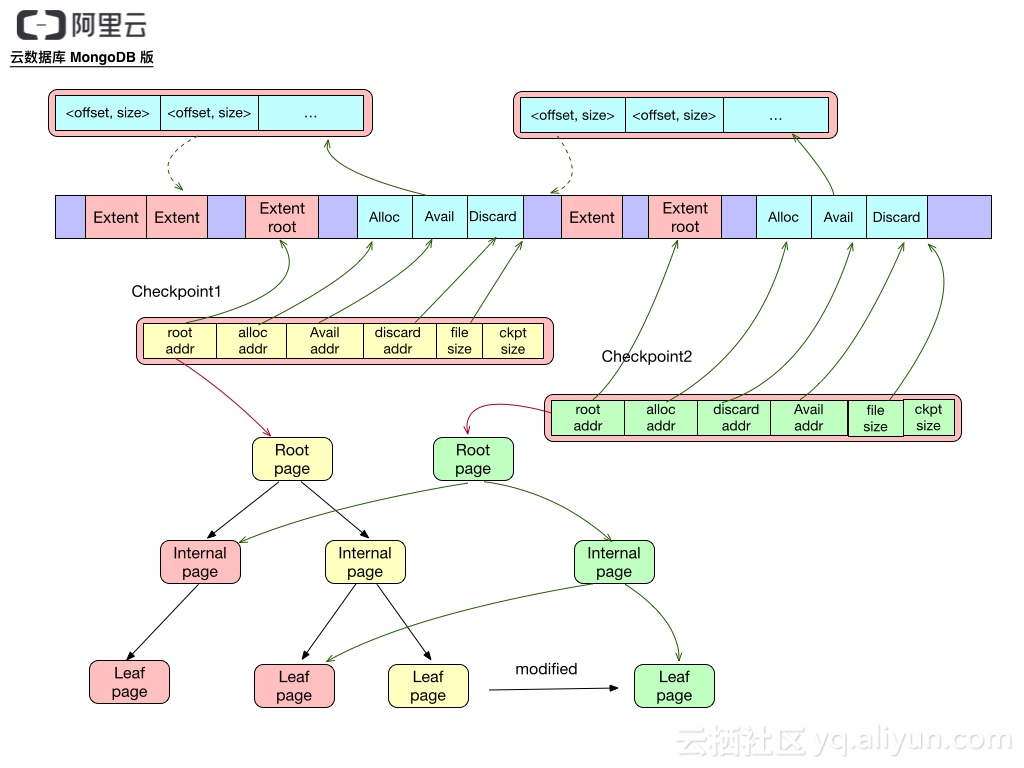 阿里云
云数据库 MongoDB 版
<offset, size> <offset, size> ...
<offset, size> <offset, size> ...
Extent Extent Extent root Alloc Avail Discard Extent Extent root Alloc Avail Discard
Checkpoint1
root addr alloc addr Avail addr discard addr file size ckpt size
Checkpoint2
root addr alloc addr discard addr Avail addr file size ckpt size
Root page
Root page
Internal page
Internal page
Internal page
Leaf page
Leaf page
Leaf page
modified
Leaf page
云栖社区 yq.aliyun.com